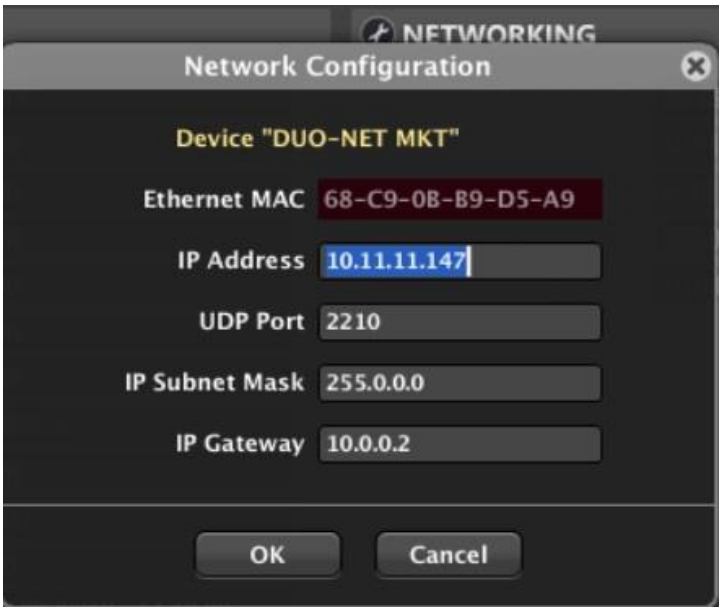 NETWORKING
Network Configuration
Device "DUO-NET MKT"
Ethernet MAC 68-C9-0B-B9-D5-A9
IP Address 10.11.11.147
UDP Port 2210
IP Subnet Mask 255.0.0.0
IP Gateway 10.0.0.2
OK Cancel